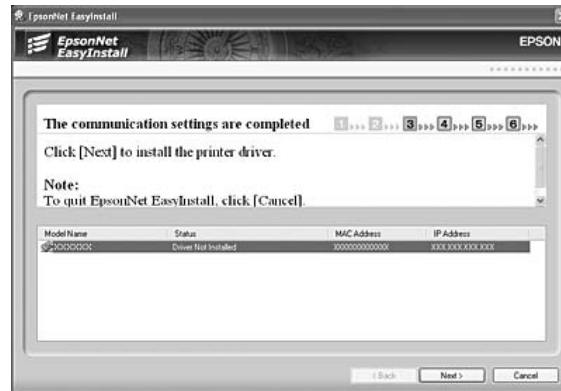 EpsonNet EasyInstall
EpsonNet
EasyInstall
EPSON
The communication settings are completed
1 2 3 4 5 6
Click [Next] to install the printer driver.
Note:
To quit EpsonNet EasyInstall, click [Cancel].
Model Name Status MAC Address IP Address
XXXXXXX Driver Not Installed XXXXXXXXXXXX XXX.XXX.XXX.XXX
< Back Next > Cancel